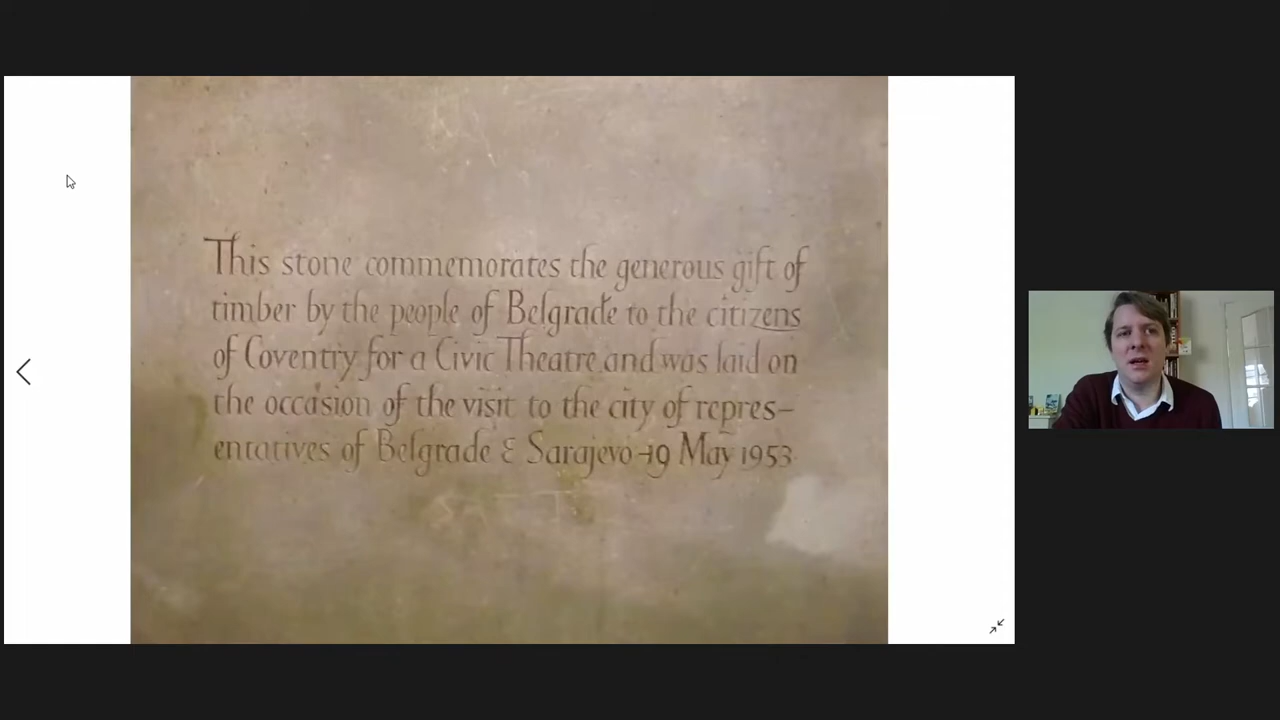 This stone commemorates the generous gift of
timber by the people of Belgrade to the citizens
of Coventry for a Civic Theatre and was laid on
the occasion of the visit to the city of repres-
entatives of Belgrade & Sarajevo-19 May 1953